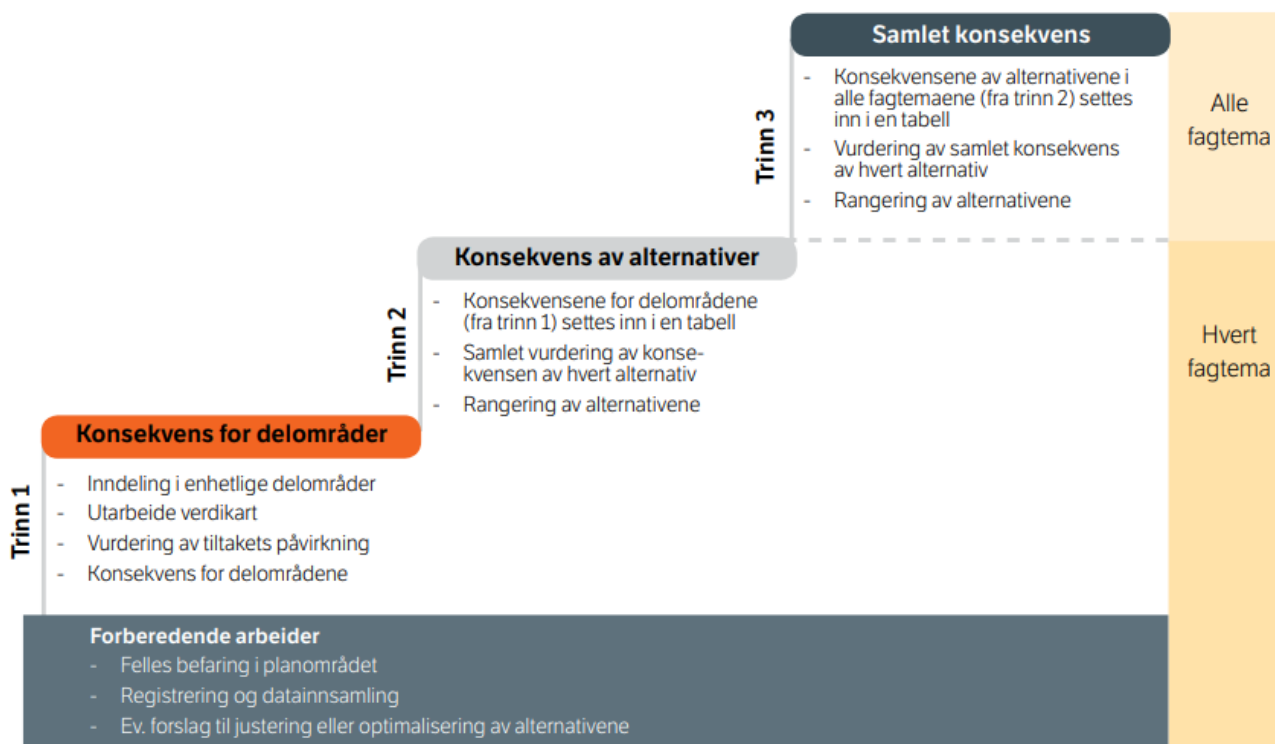 Samlet konsekvens
- Konsekvensene av alternativene i
alle fagtemaene (fra trinn 2) settes
inn i en tabell
- Vurdering av samlet konsekvens
av hvert alternativ
- Rangering av alternativene
Trinn 3
Alle
fagtema
Konsekvens av alternativer
- Konsekvensene for delområdene
(fra trinn 1) settes inn i en tabell
- Samlet vurdering av konse-
kvensen av hvert alternativ
- Rangering av alternativene
Trinn 2
Hvert
fagtema
Konsekvens for delområder
- Inndeling i enhetlige delområder
- Utarbeide verdikart
- Vurdering av tiltakets påvirkning
- Konsekvens for delområdene
Trinn 1
Forberedende arbeider
- Felles befaring i planområdet
- Registrering og datainnsamling
- Ev. forslag til justering eller optimalisering av alternativene